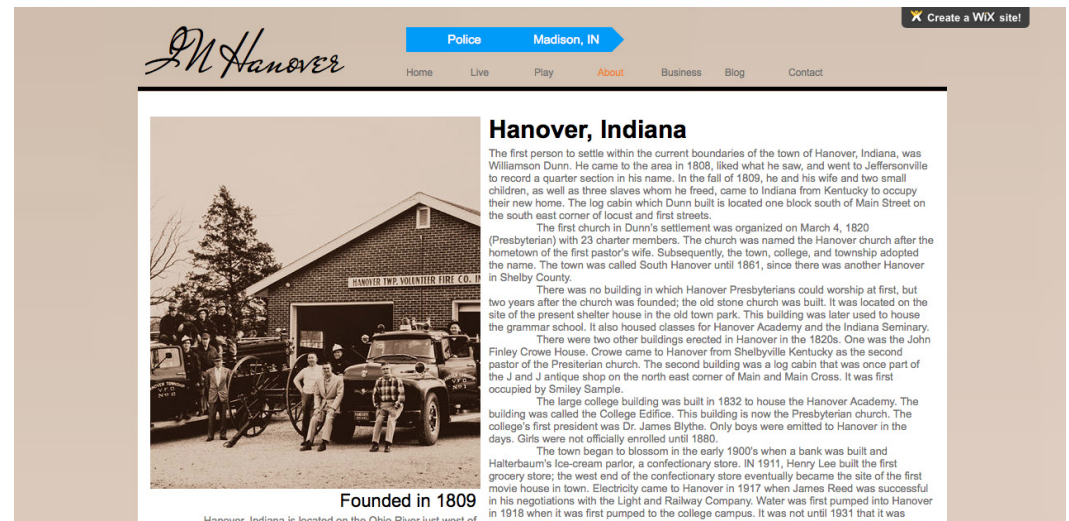 Create a WiX site!
IN Hanover
Police Madison, IN
Home Live Play About Business Blog Contact
Hanover, Indiana
The first person to settle within the current boundaries of the town of Hanover, Indiana, was
Williamson Dunn. He came to the area in 1808, liked what he saw, and went to Jeffersonville
to record a quarter section in his name. In the fall of 1809, he and his wife and two small
children, as well as three slaves whom he freed, came to Indiana from Kentucky to occupy
their new home. The log cabin which Dunn built is located one block south of Main Street on
the south east corner of locust and first streets.
The first church in Dunn's settlement was organized on March 4, 1820
(Presbyterian) with 23 charter members. The church was named the Hanover church after the
hometown of the first pastor's wife. Subsequently, the town, college, and township adopted
the name. The town was called South Hanover until 1861, since there was another Hanover
in Shelby County.
There was no building in which Hanover Presbyterians could worship at first, but
two years after the church was founded; the old stone church was built. It was located on the
site of the present shelter house in the old town park. This building was later used to house
the grammar school. It also housed classes for Hanover Academy and the Indiana Seminary.
There were two other buildings erected in Hanover in the 1820s. One was the John
Finley Crowe House. Crowe came to Hanover from Shelbyville Kentucky as the second
pastor of the Presiterian church. The second building was a log cabin that was once part of
the J and J antique shop on the north east corner of Main and Main Cross. It was first
occupied by Smiley Sample.
The large college building was built in 1832 to house the Hanover Academy. The
building was called the College Edifice. This building is now the Presbyterian church. The
college's first president was Dr. James Blythe. Only boys were emitted to Hanover in the
days. Girls were not officially enrolled until 1880.
The town began to blossom in the early 1900's when a bank was built and
Halterbaum's Ice-cream parlor, a confectionary store. IN 1911, Henry Lee built the first
grocery store; the west end of the confectionary store eventually became the site of the first
movie house in town. Electricity came to Hanover in 1917 when James Reed was successful
in his negotiations with the Light and Railway Company. Water was first pumped into Hanover
in 1918 when it was first pumped to the college campus. It was not until 1931 that it was
HANOVER TWP. VOLUNTEER FIRE CO. IN
HANOVER TOWNSHIP
V.F.D.
No 2
V F D
Founded in 1809
Hanover, Indiana is located on the Ohio River just west of